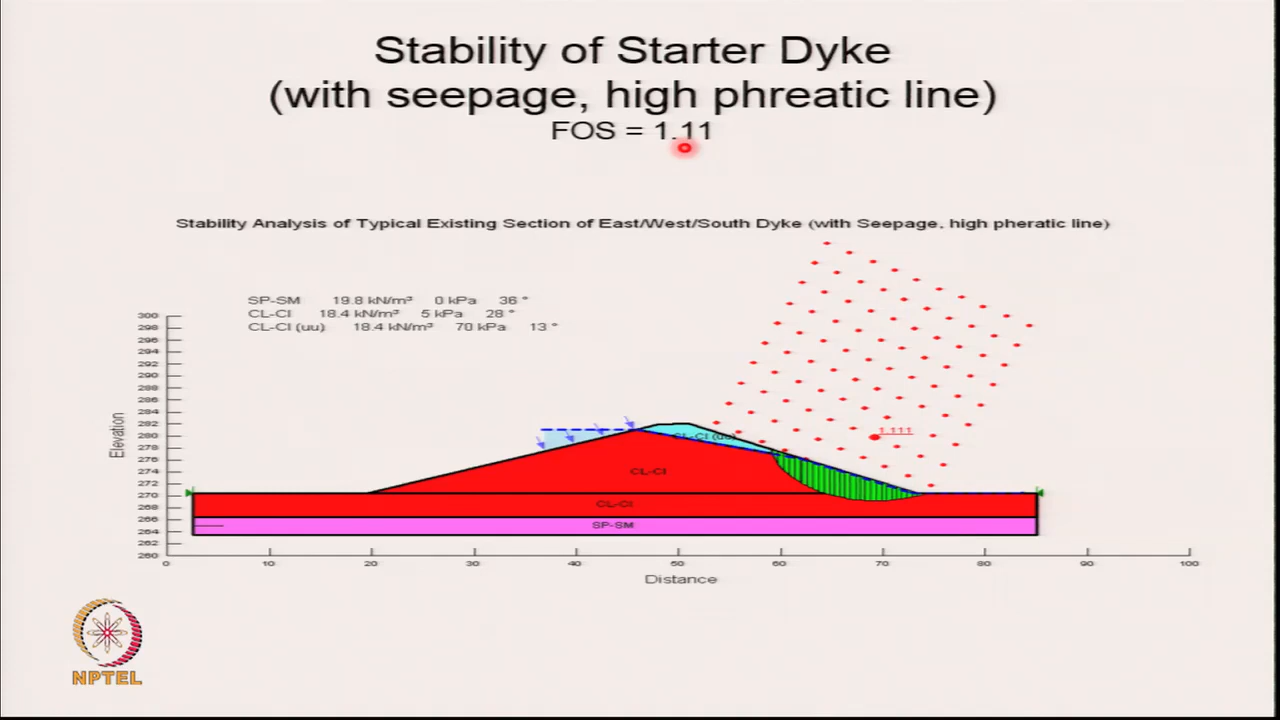 Stability of Starter Dyke
(with seepage, high phreatic line)
FOS = 1.11
Stability Analysis of Typical Existing Section of East/West/South Dyke (with Seepage, high pheratic line)
SP-SM 19.8 kN/m³ 0 kPa 36 °
CL-CI 18.4 kN/m³ 5 kPa 28 °
CL-CI (uu) 18.4 kN/m³ 70 kPa 13 °
300
298
296
294
292
290
288
286
284
282
280
278
276
274
272
270
268
266
264
262
260
Elevation
1.111
CL-CI (uu)
CL-CI
CL-CI
SP-SM
0 10 20 30 40 50 60 70 80 90 100
Distance
NPTEL